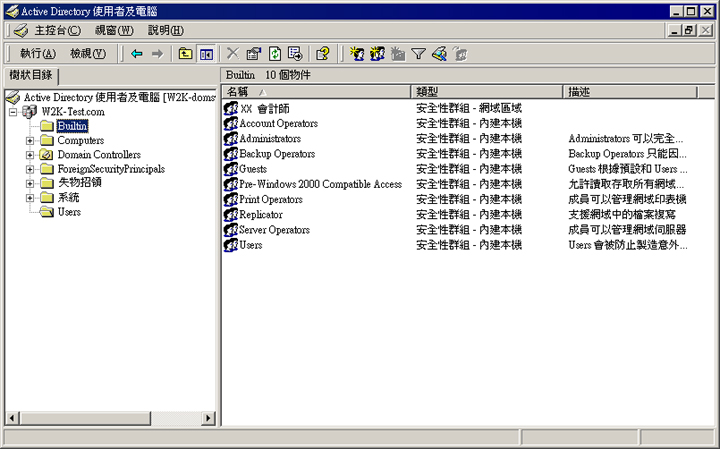 Active Directory 使用者及電腦
主控台(C) 視窗(W) 說明(H)
執行(A) 檢視(V)
樹狀目錄
Builtin 10 個物件
Active Directory 使用者及電腦 [W2K-doms
W2K-Test.com
Builtin
Computers
Domain Controllers
ForeignSecurityPrincipals
失物招領
系統
Users
名稱 類型 描述
XX 會計師 安全性群組 - 網域區域
Account Operators 安全性群組 - 內建本機
Administrators 安全性群組 - 內建本機 Administrators 可以完全...
Backup Operators 安全性群組 - 內建本機 Backup Operators 只能因...
Guests 安全性群組 - 內建本機 Guests 根據預設和 Users ...
Pre-Windows 2000 Compatible Access 安全性群組 - 內建本機 允許讀取存取所有網域...
Print Operators 安全性群組 - 內建本機 成員可以管理網域印表機
Replicator 安全性群組 - 內建本機 支援網域中的檔案複寫
Server Operators 安全性群組 - 內建本機 成員可以管理網域伺服器
Users 安全性群組 - 內建本機 Users 會被防止製造意外...